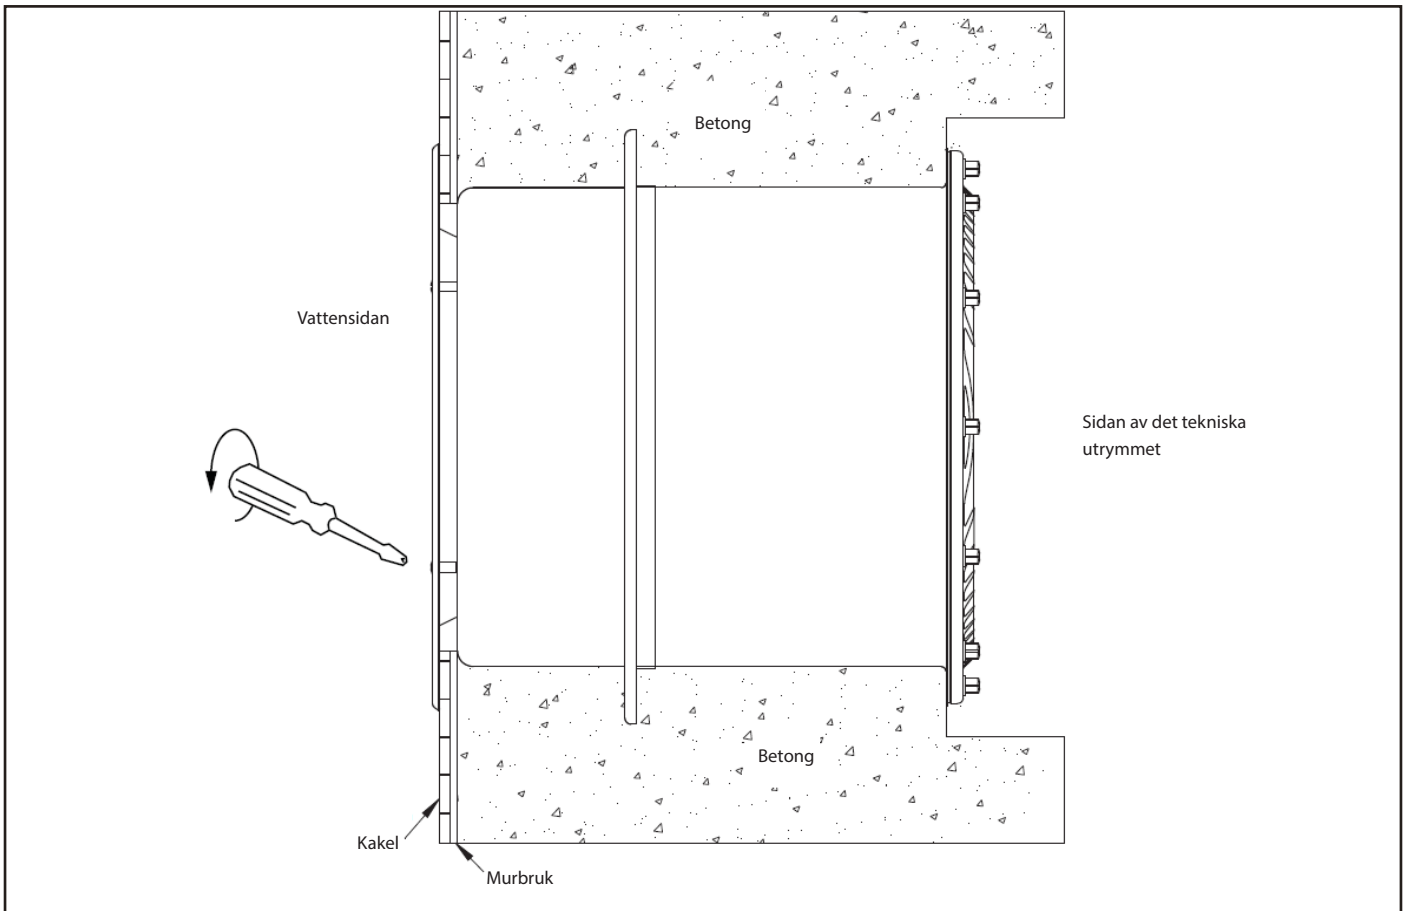 Betong
Vattensidan
Sidan av det tekniska
utrymmet
Betong
Kakel
Murbruk